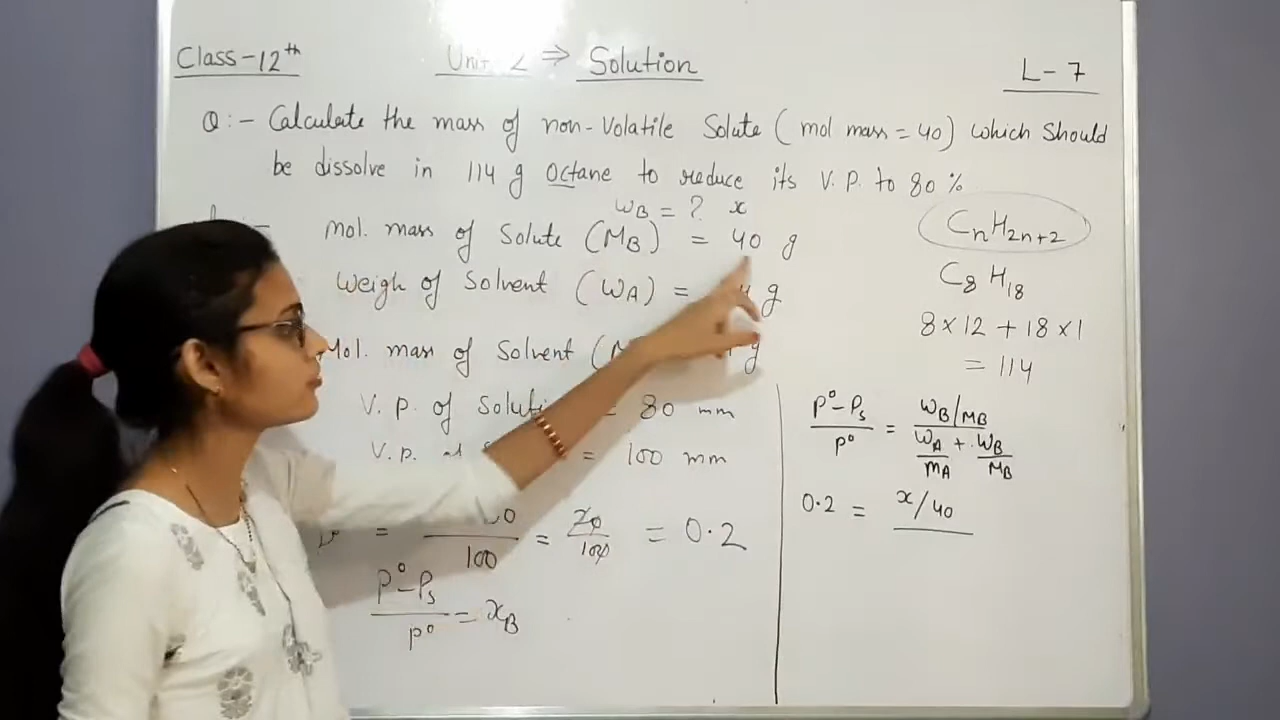 Class-12th
Unit 2 ⇒ Solution
L-7
Q:- Calculate the mass of non-Volatile Solute (mol mass = 40) which Should
be dissolve in 114 g Octane to reduce its V.P. to 80 %
WB = ? x
mol. mass of Solute (MB) = 40 g
Weigh of Solvent (WA) = g
Mol. mass of Solvent ( g
V.P. of = 80 mm
V.P. = 100 mm
= /100 = 20/100 = 0.2
P°-Ps/P° = xB
CnH2n+2
C8H18
8×12 + 18×1
= 114
P°-Ps/P° = WB/MB / WA/mA + WB/MB
0.2 = x/40